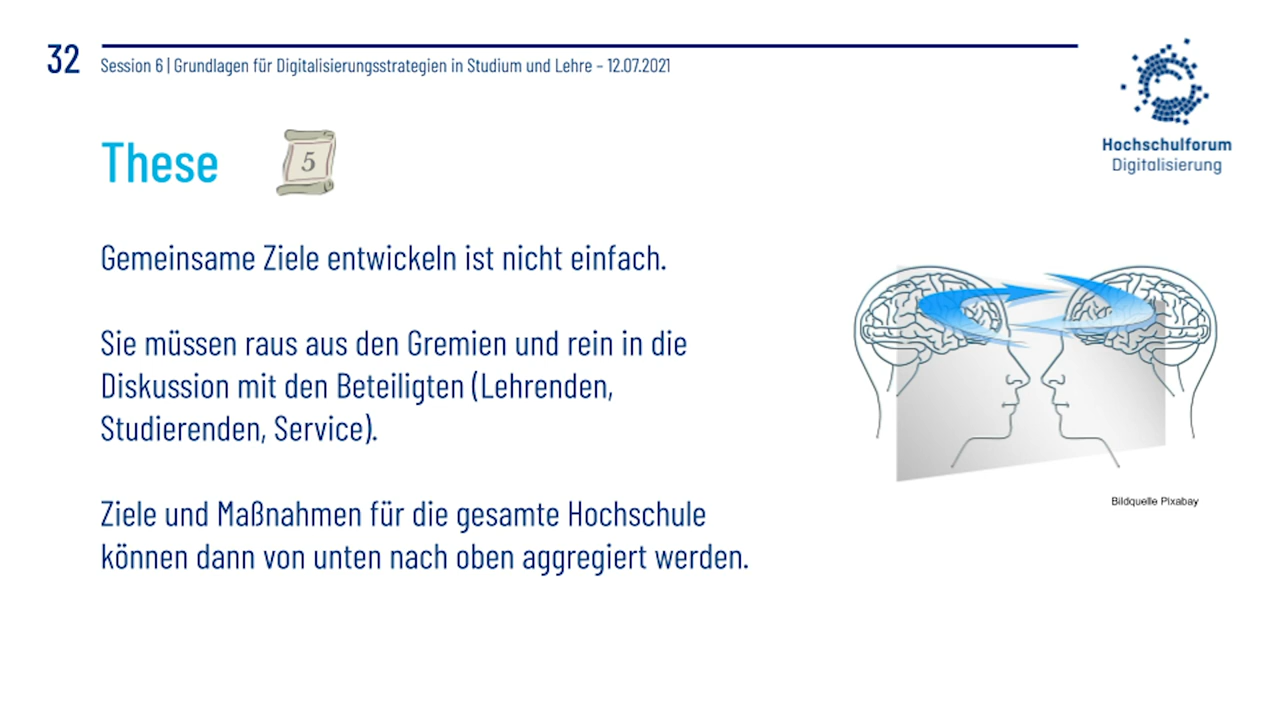 32
Session 6 | Grundlagen für Digitalisierungsstrategien in Studium und Lehre – 12.07.2021
Hochschulforum
Digitalisierung
These
5
Gemeinsame Ziele entwickeln ist nicht einfach.
Sie müssen raus aus den Gremien und rein in die
Diskussion mit den Beteiligten (Lehrenden,
Studierenden, Service).
Ziele und Maßnahmen für die gesamte Hochschule
können dann von unten nach oben aggregiert werden.
Bildquelle Pixabay